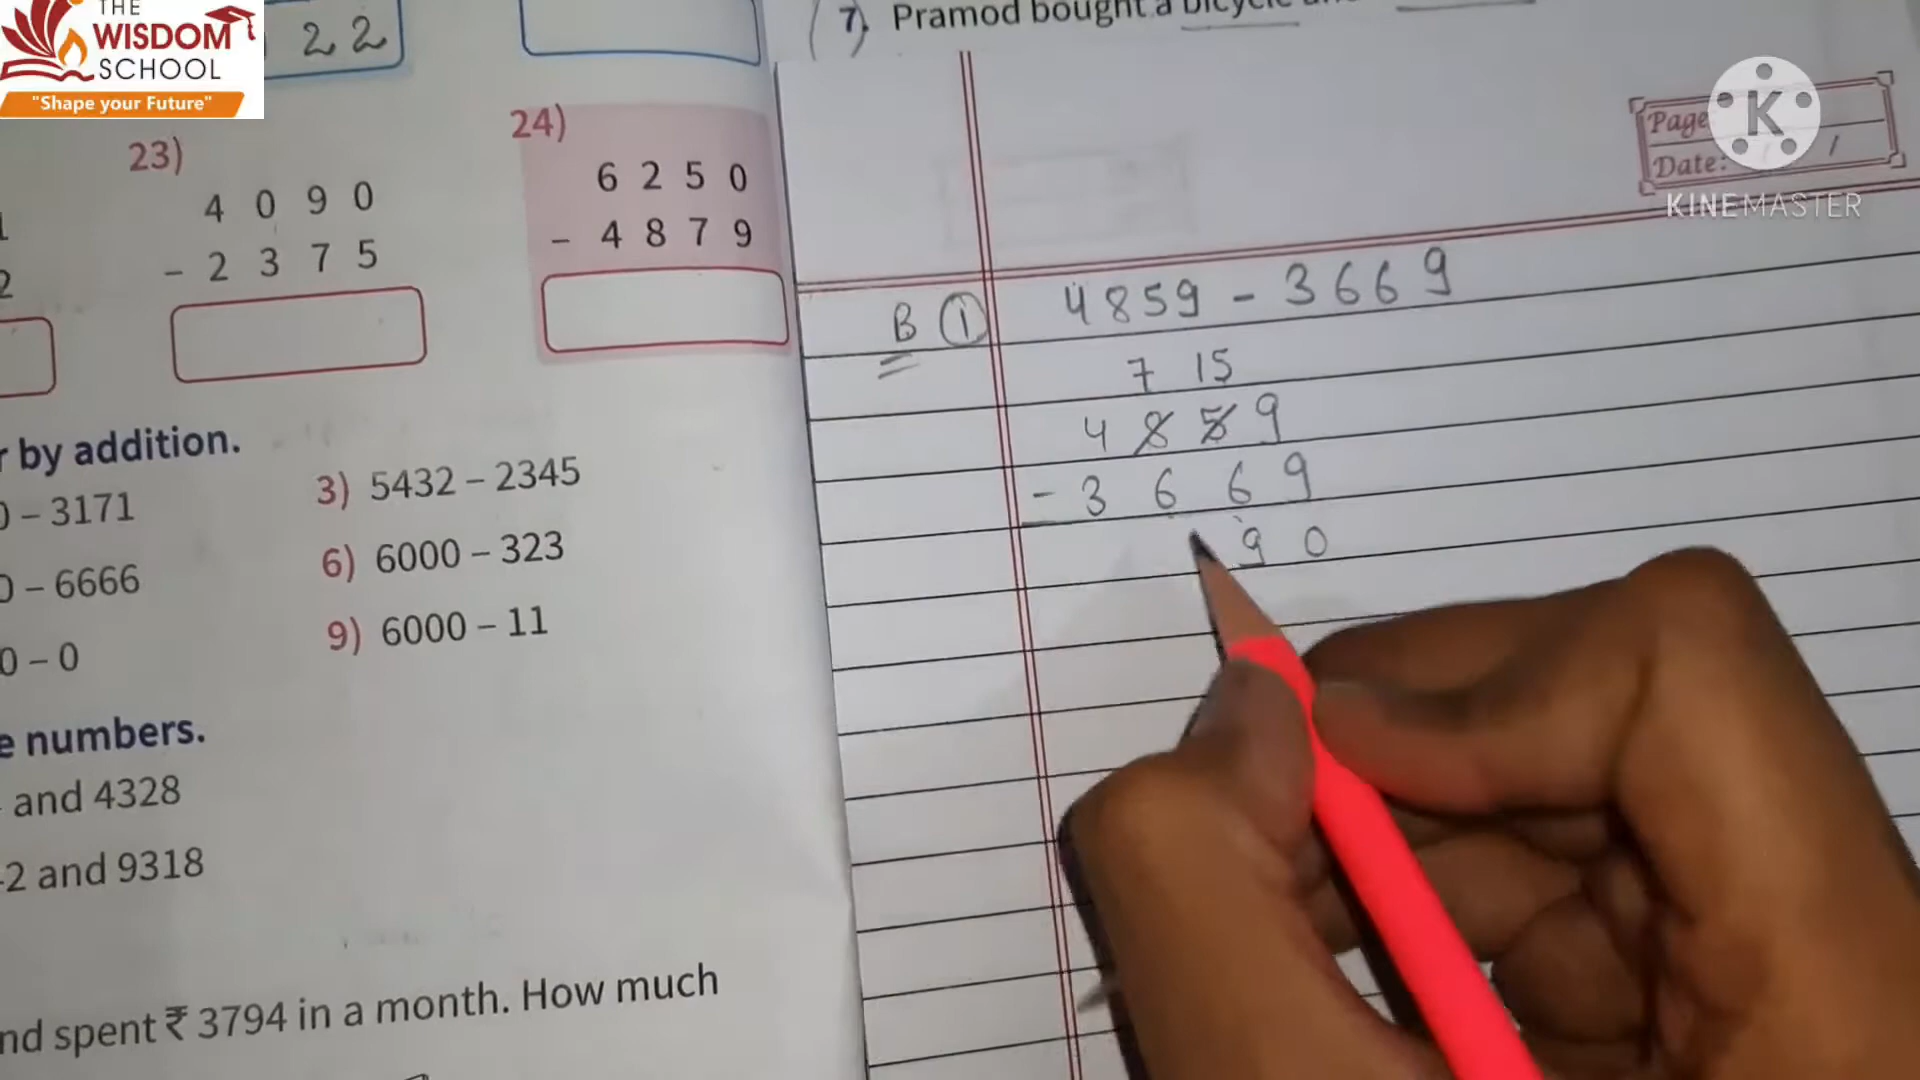 THE
WISDOM
SCHOOL
"Shape your Future"
22
23)
4 0 9 0
- 2 3 7 5
24)
6 2 5 0
- 4 8 7 9
by addition.
- 3171
3) 5432 - 2345
- 6666
6) 6000 - 323
0 - 0
9) 6000 - 11
numbers.
and 4328
2 and 9318
spent ₹ 3794 in a month. How much
7). Pramod bought a bicycle
Page
Date: / /
K
KINEMASTER
B 1 4859 - 3669
7 15
4 8 5 9
- 3 6 6 9
9 0